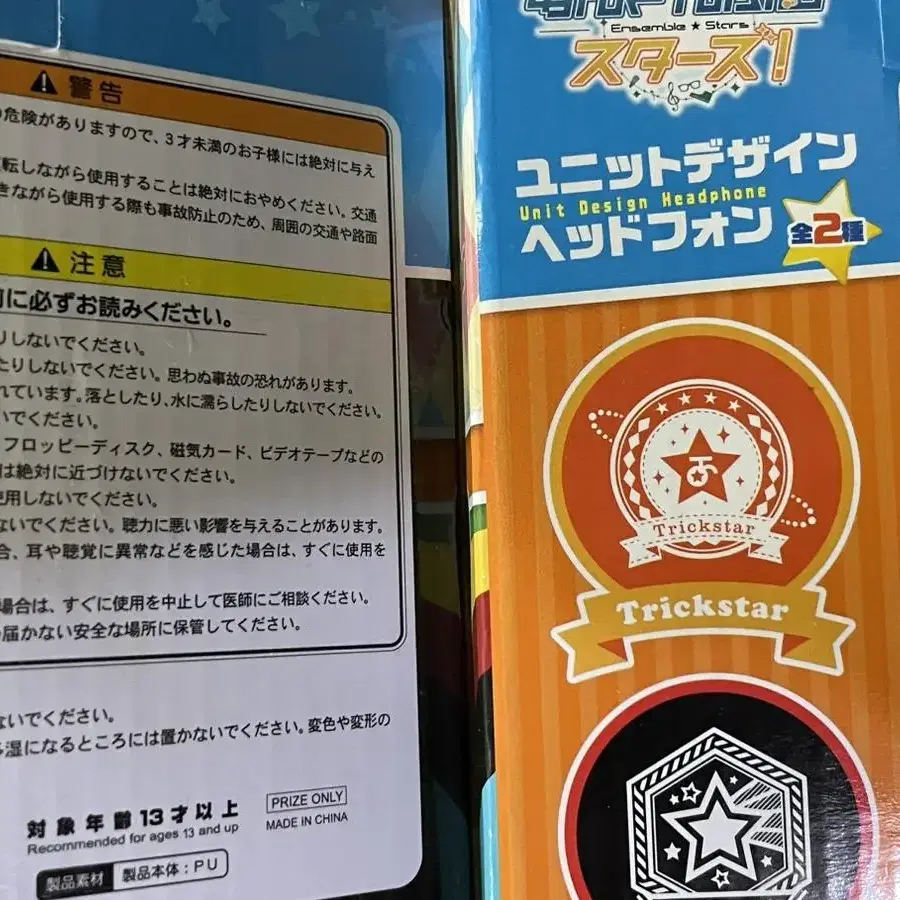 警告
危険がありますので、3才未満のお子様には絶対に与え
転しながら使用することは絶対におやめください。交通
きながら使用する際も事故防止のため、周囲の交通や路面
注意
に必ずお読みください。
りしないでください。
たりしないでください。思わぬ事故の恐れがあります。
れています。落としたり、水に濡らしたりしないでください。
いでください。
フロッピーディスク、磁気カード、ビデオテープなどの
は絶対に近づけないでください。
使用しないでください。
ないでください。聴力に悪い影響を与えることがあります。
合、耳や聴覚に異常などを感じた場合は、すぐに使用を
場合は、すぐに使用を中止して医師にご相談ください。
届かない安全な場所に保管してください。
ないでください。
多湿になるところには置かないでください。変色や変形の
対象年齢13才以上
Recommended for ages 13 and up
PRIZE ONLY
MADE IN CHINA
製品素材 製品本体:PU
Ensemble ★ Stars
スターズ!
ユニットデザイン
Unit Design Headphone
ヘッドフォン
全2種
Trickstar
Trickstar